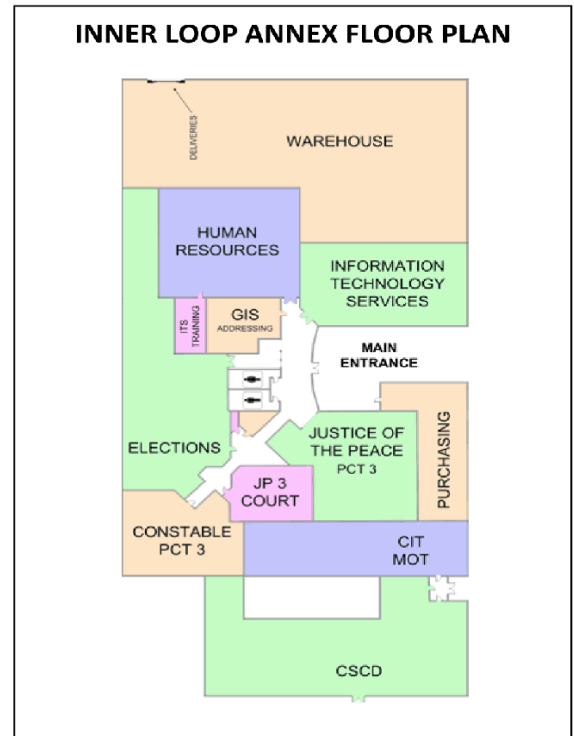 INNER LOOP ANNEX FLOOR PLAN
DELIVERIES
WAREHOUSE
HUMAN
RESOURCES
INFORMATION
TECHNOLOGY
SERVICES
ITS
TRAINING
GIS
ADDRESSING
MAIN
ENTRANCE
ELECTIONS
JUSTICE OF
THE PEACE
PCT 3
PURCHASING
JP 3
COURT
CONSTABLE
PCT 3
CIT
MOT
CSCD